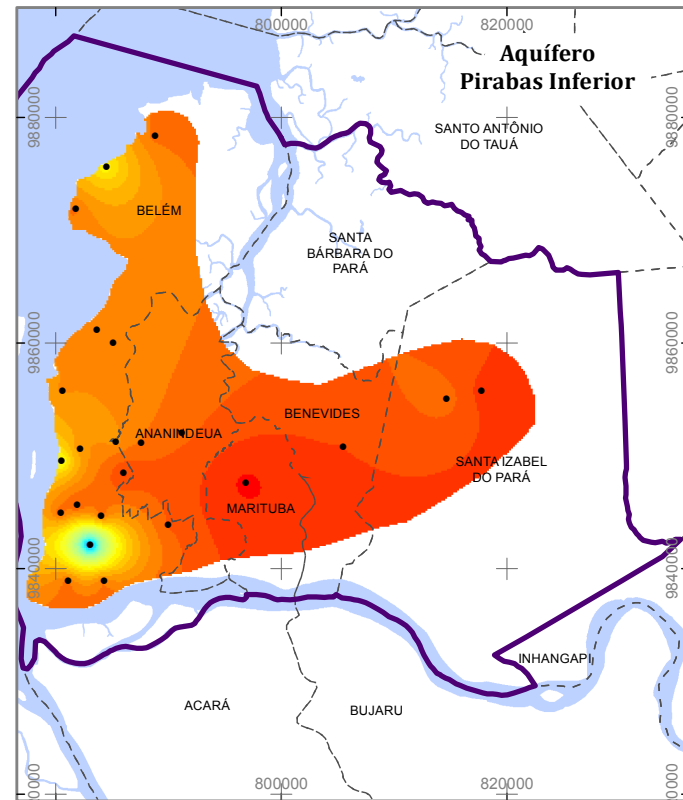 800000
820000
Aquífero
Pirabas Inferior
9880000
9880000
SANTO ANTÔNIO
DO TAUÁ
BELÉM
SANTA
BÁRBARA DO
PARÁ
9860000
9860000
BENEVIDES
ANANINDEUA
SANTA IZABEL
DO PARÁ
MARITUBA
9840000
9840000
INHANGAPI
ACARÁ
BUJARU
800000
820000